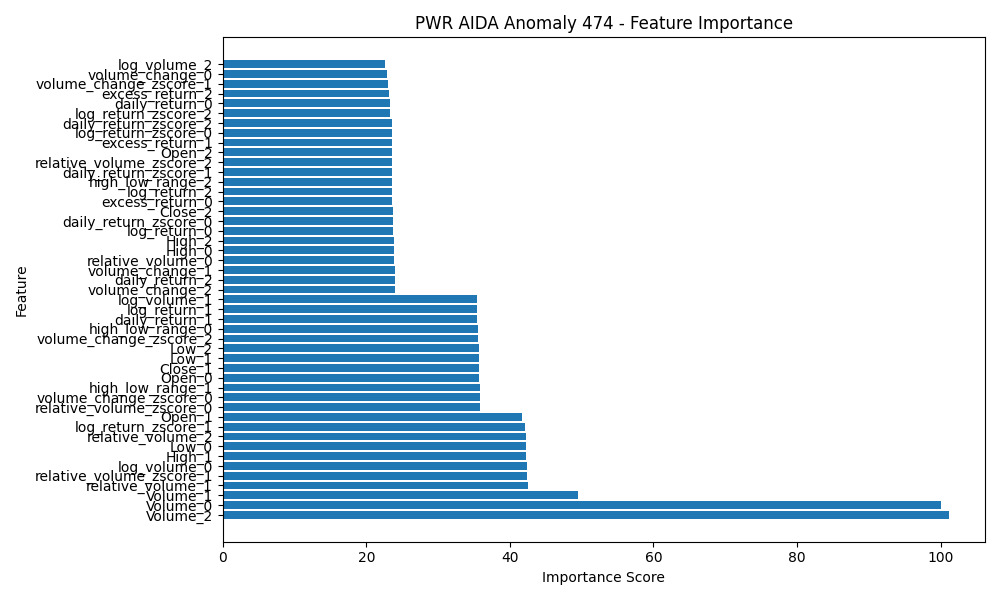 PWR AIDA Anomaly 474 - Feature Importance
log_volume_2
volume_change_0
volume_change_zscore_1
excess_return_2
daily_return_0
log_return_zscore_2
daily_return_zscore_2
log_return_zscore_0
excess_return_1
Open_2
relative_volume_zscore_2
daily_return_zscore_1
high_low_range_2
log_return_2
excess_return_0
Close_2
daily_return_zscore_0
log_return_0
High_2
High_0
relative_volume_0
volume_change_1
daily_return_2
volume_change_2
log_volume_1
log_return_1
daily_return_1
high_low_range_0
volume_change_zscore_2
Low_2
Low_1
Close_1
Open_0
high_low_range_1
volume_change_zscore_0
relative_volume_zscore_0
Open_1
log_return_zscore_1
relative_volume_2
Low_0
High_1
log_volume_0
relative_volume_zscore_1
relative_volume_1
Volume_1
Volume_0
Volume_2
Feature
0 20 40 60 80 100
Importance Score